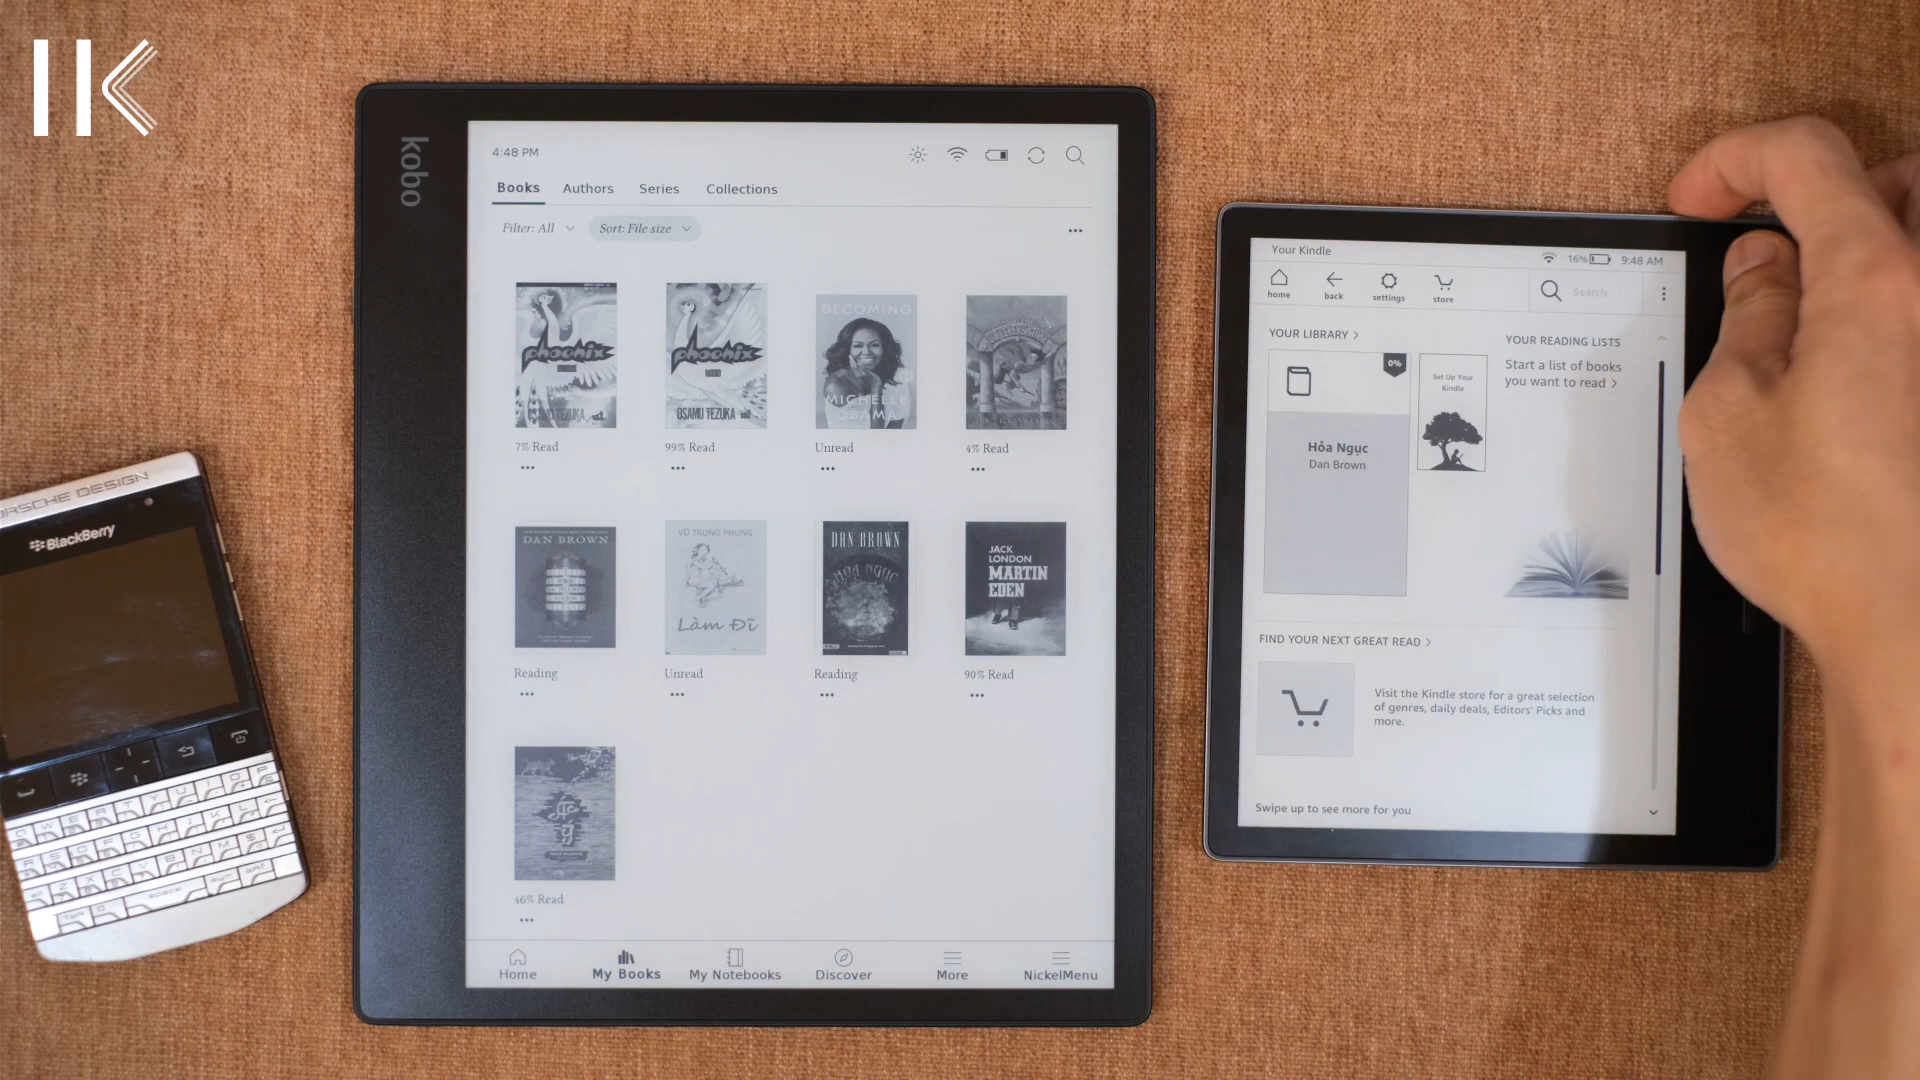 IK
kobo
4:48 PM
Books Authors Series Collections
Filter: All Sort: File size
phoenix
OSAMU TEZUKA
7% Read
phoenix
OSAMU TEZUKA
99% Read
BECOMING
MICHELLE
OBAMA
Unread
4% Read
DAN BROWN
Reading
VŨ TRỌNG PHỤNG
Làm Đĩ
Unread
DAN BROWN
HỎA NGỤC
Reading
JACK
LONDON
MARTIN
EDEN
90% Read
46% Read
Home My Books My Notebooks Discover More NickelMenu
PORSCHE DESIGN
BlackBerry
Q W E R T Y U I O P
A S D F G H J K L
alt Z X C V B N M $
space sym
Your Kindle 16% 9:48 AM
home back settings store Search
YOUR LIBRARY >
0%
Hỏa Ngục
Dan Brown
Set Up Your
Kindle
YOUR READING LISTS
Start a list of books
you want to read >
FIND YOUR NEXT GREAT READ >
Visit the Kindle store for a great selection
of genres, daily deals, Editors' Picks and
more.
Swipe up to see more for you